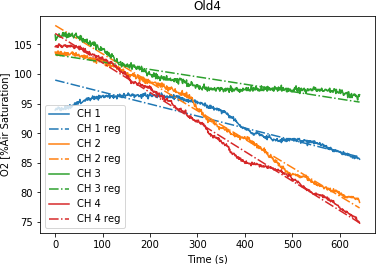 Old4
O2 [%Air Saturation]
105
100
95
90
85
80
75
CH 1
CH 1 reg
CH 2
CH 2 reg
CH 3
CH 3 reg
CH 4
CH 4 reg
0
100
200
300
400
500
600
Time (s)